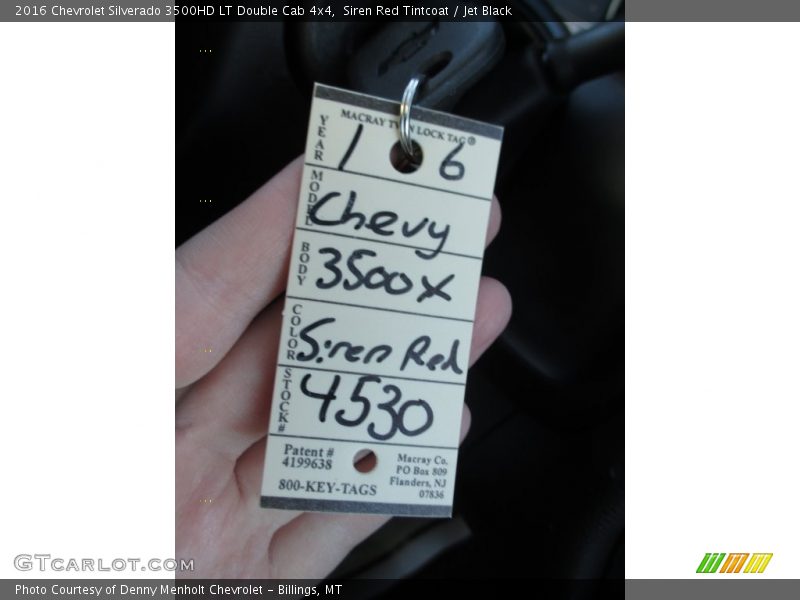 2016 Chevrolet Silverado 3500HD LT Double Cab 4x4, Siren Red Tintcoat / Jet Black
MACRAY TWIN LOCK TAG®
YEAR 1 6
MODEL Chevy
BODY 3500 X
COLOR Siren Red
STOCK# 4530
Patent #
4199638
800-KEY-TAGS
Macray Co.
PO Box 809
Flanders, NJ
07836
GTcarlot.com
Photo Courtesy of Denny Menholt Chevrolet - Billings, MT